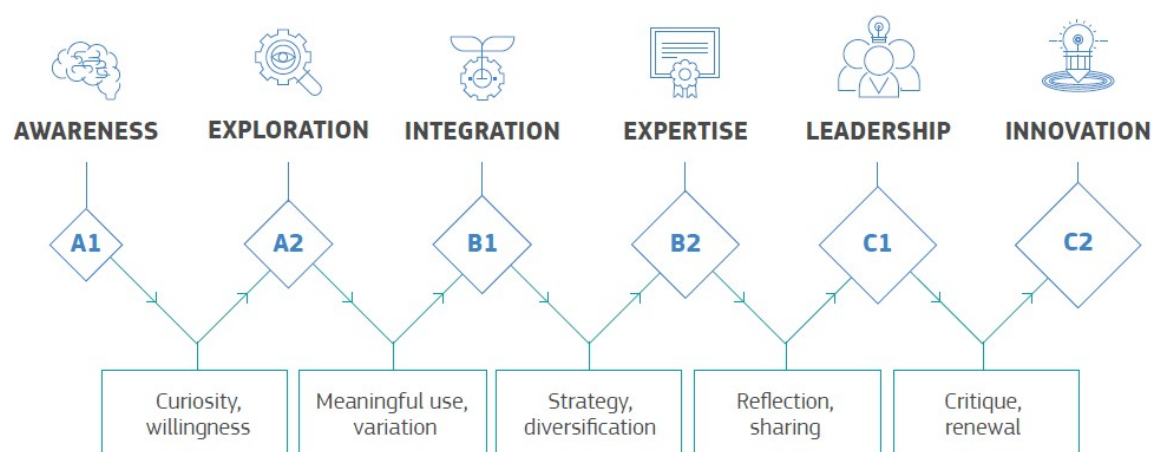 AWARENESS
EXPLORATION
INTEGRATION
EXPERTISE
LEADERSHIP
INNOVATION
A1
A2
B1
B2
C1
C2
Curiosity,
willingness
Meaningful use,
variation
Strategy,
diversification
Reflection,
sharing
Critique,
renewal